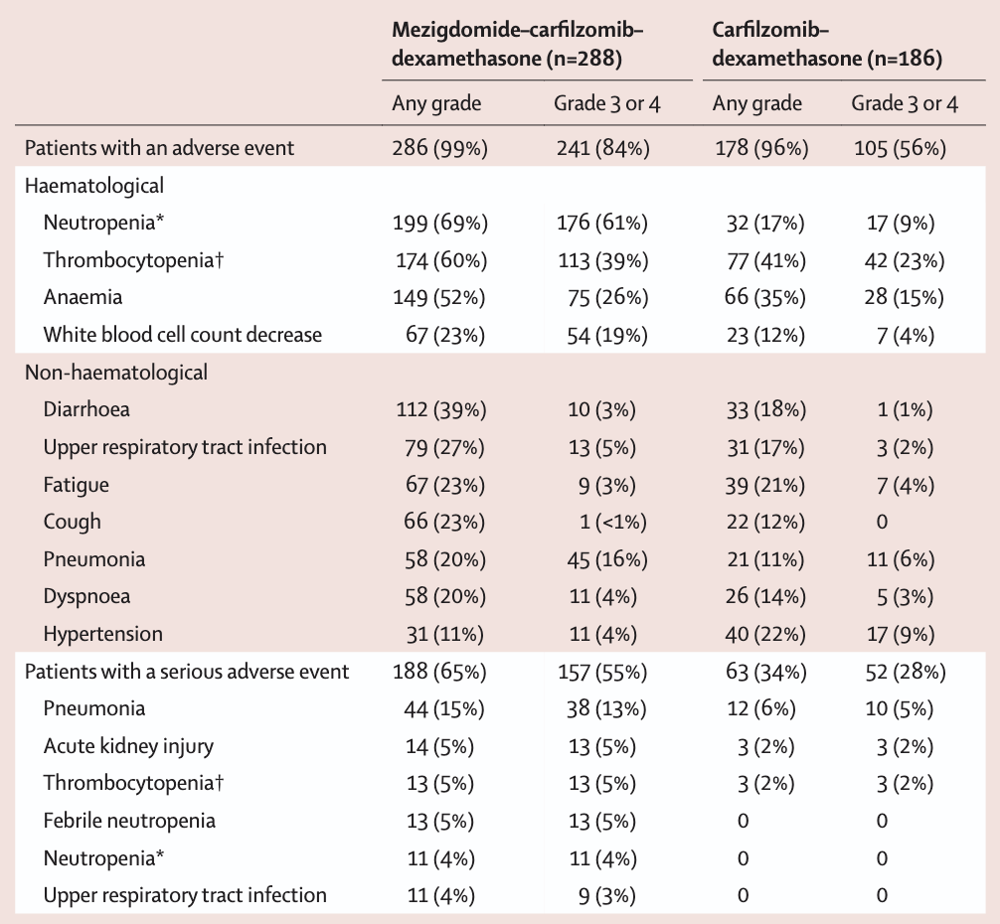 Mezigdomide–carfilzomib–dexamethasone (n=288) Carfilzomib–dexamethasone (n=186)
Any grade Grade 3 or 4 Any grade Grade 3 or 4
Patients with an adverse event 286 (99%) 241 (84%) 178 (96%) 105 (56%)
Haematological
Neutropenia* 199 (69%) 176 (61%) 32 (17%) 17 (9%)
Thrombocytopenia† 174 (60%) 113 (39%) 77 (41%) 42 (23%)
Anaemia 149 (52%) 75 (26%) 66 (35%) 28 (15%)
White blood cell count decrease 67 (23%) 54 (19%) 23 (12%) 7 (4%)
Non-haematological
Diarrhoea 112 (39%) 10 (3%) 33 (18%) 1 (1%)
Upper respiratory tract infection 79 (27%) 13 (5%) 31 (17%) 3 (2%)
Fatigue 67 (23%) 9 (3%) 39 (21%) 7 (4%)
Cough 66 (23%) 1 (<1%) 22 (12%) 0
Pneumonia 58 (20%) 45 (16%) 21 (11%) 11 (6%)
Dyspnoea 58 (20%) 11 (4%) 26 (14%) 5 (3%)
Hypertension 31 (11%) 11 (4%) 40 (22%) 17 (9%)
Patients with a serious adverse event 188 (65%) 157 (55%) 63 (34%) 52 (28%)
Pneumonia 44 (15%) 38 (13%) 12 (6%) 10 (5%)
Acute kidney injury 14 (5%) 13 (5%) 3 (2%) 3 (2%)
Thrombocytopenia† 13 (5%) 13 (5%) 3 (2%) 3 (2%)
Febrile neutropenia 13 (5%) 13 (5%) 0 0
Neutropenia* 11 (4%) 11 (4%) 0 0
Upper respiratory tract infection 11 (4%) 9 (3%) 0 0